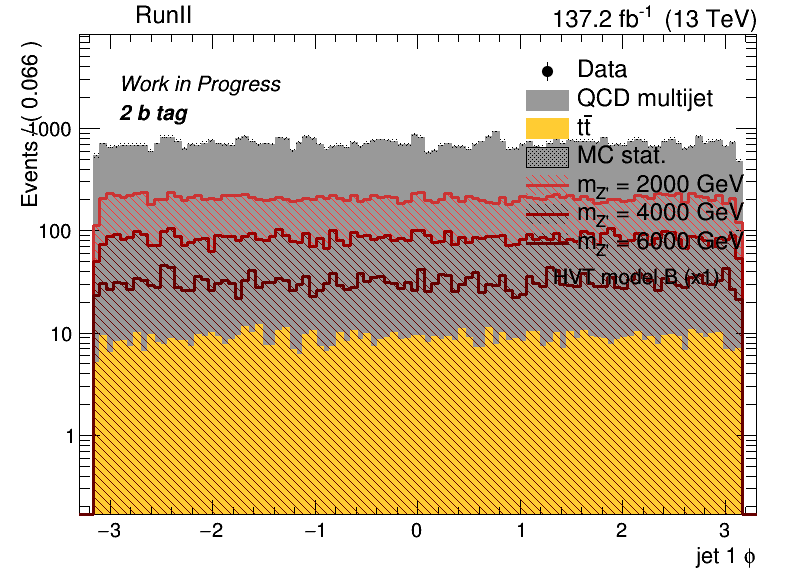 RunII
137.2 fb⁻¹ (13 TeV)
Events / ( 0.066 )
Work in Progress
2 b tag
Data
QCD multijet
tt̄
MC stat.
m_Z' = 2000 GeV
m_Z' = 4000 GeV
m_Z' = 6000 GeV
HVT model B (x1)
1000
100
10
1
−3 −2 −1 0 1 2 3
jet 1 ϕ